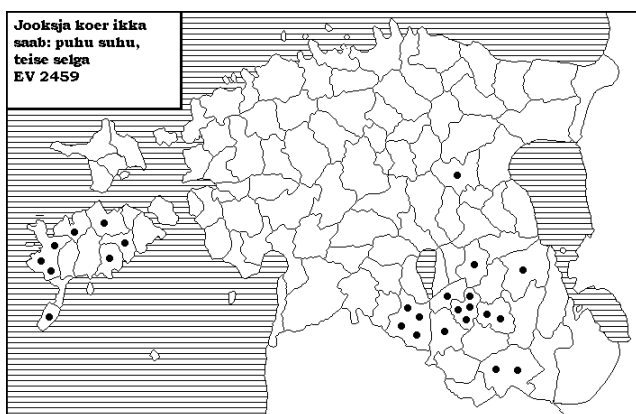 Jooksja koer ikka
saab: puhu suhu,
teise selga
EV 2459